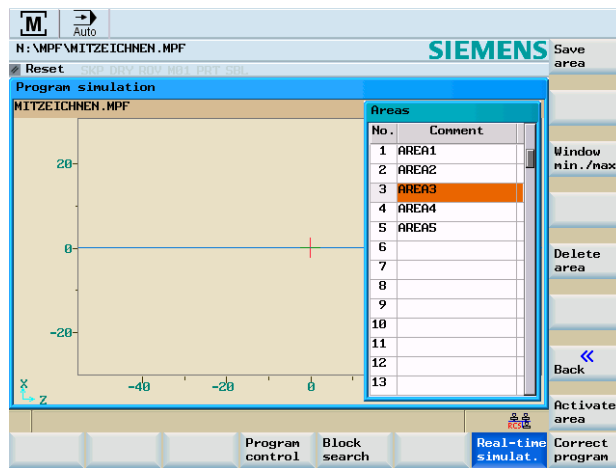 M
Auto
N:\MPF\MITZEICHNEN.MPF
SIEMENS
Reset SKP DRY ROV M01 PRT SBL
Program simulation
MITZEICHNEN.MPF
Areas
No. Comment
1 AREA1
2 AREA2
3 AREA3
4 AREA4
5 AREA5
6
7
8
9
10
11
12
13
20
0
-20
-40 -20 0
X
Z
RCS
Save
area
Window
min./max
Delete
area
«
Back
Activate
area
Correct
program
Program
control
Block
search
Real-time
simulat.